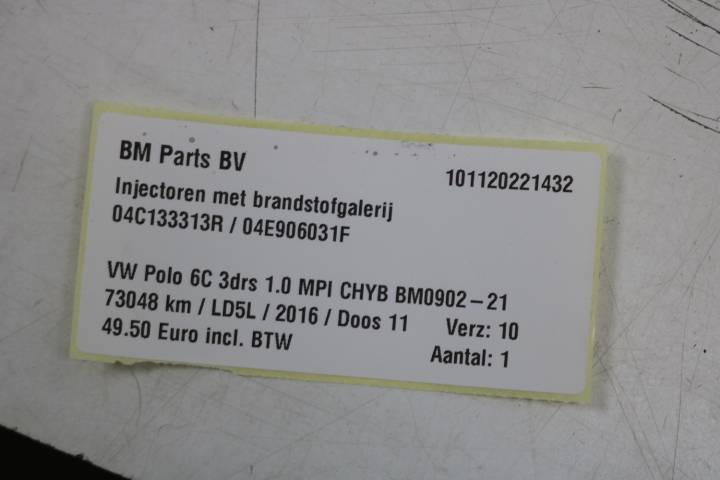 BM Parts BV
101120221432
Injectoren met brandstofgalerij
04C133313R / 04E906031F
VW Polo 6C 3drs 1.0 MPI CHYB BM0902-21
73048 km / LD5L / 2016 / Doos 11 Verz: 10
49.50 Euro incl. BTW Aantal: 1